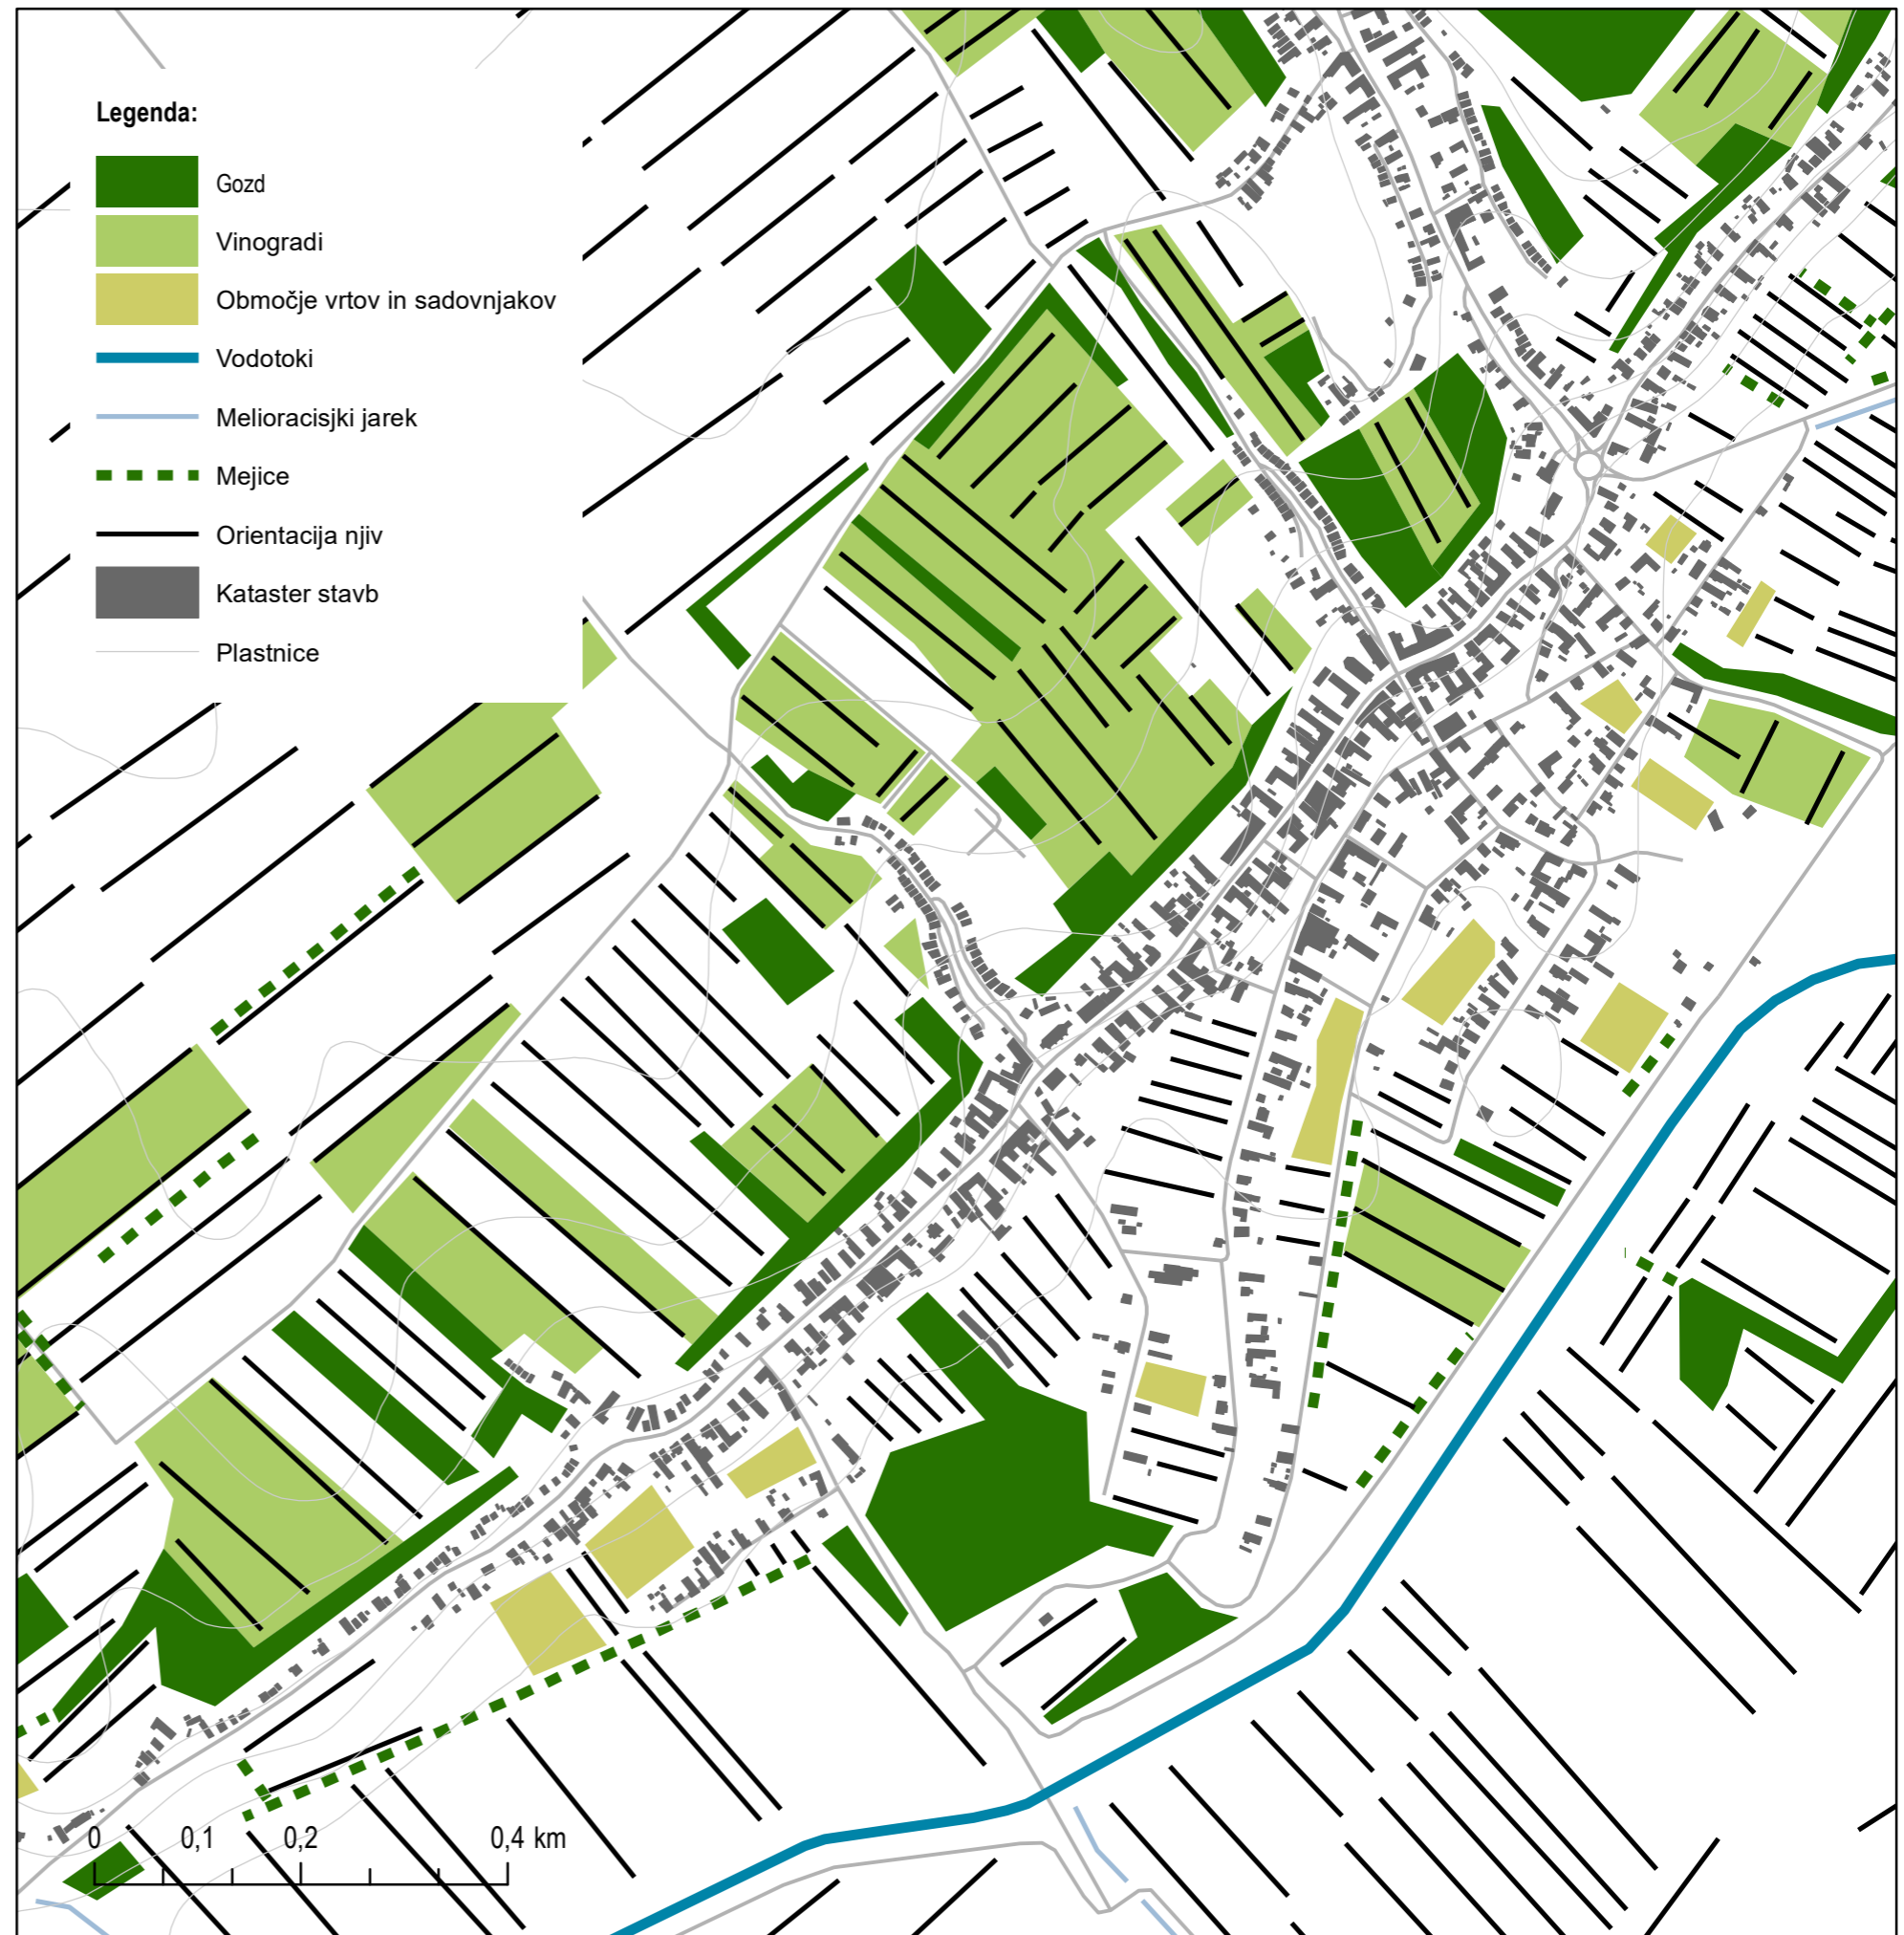 Legenda:
Gozd
Vinogradi
Območje vrtov in sadovnjakov
Vodotoki
Melioracisjki jarek
Mejice
Orientacija njiv
Kataster stavb
Plastnice
0 0,1 0,2 0,4 km